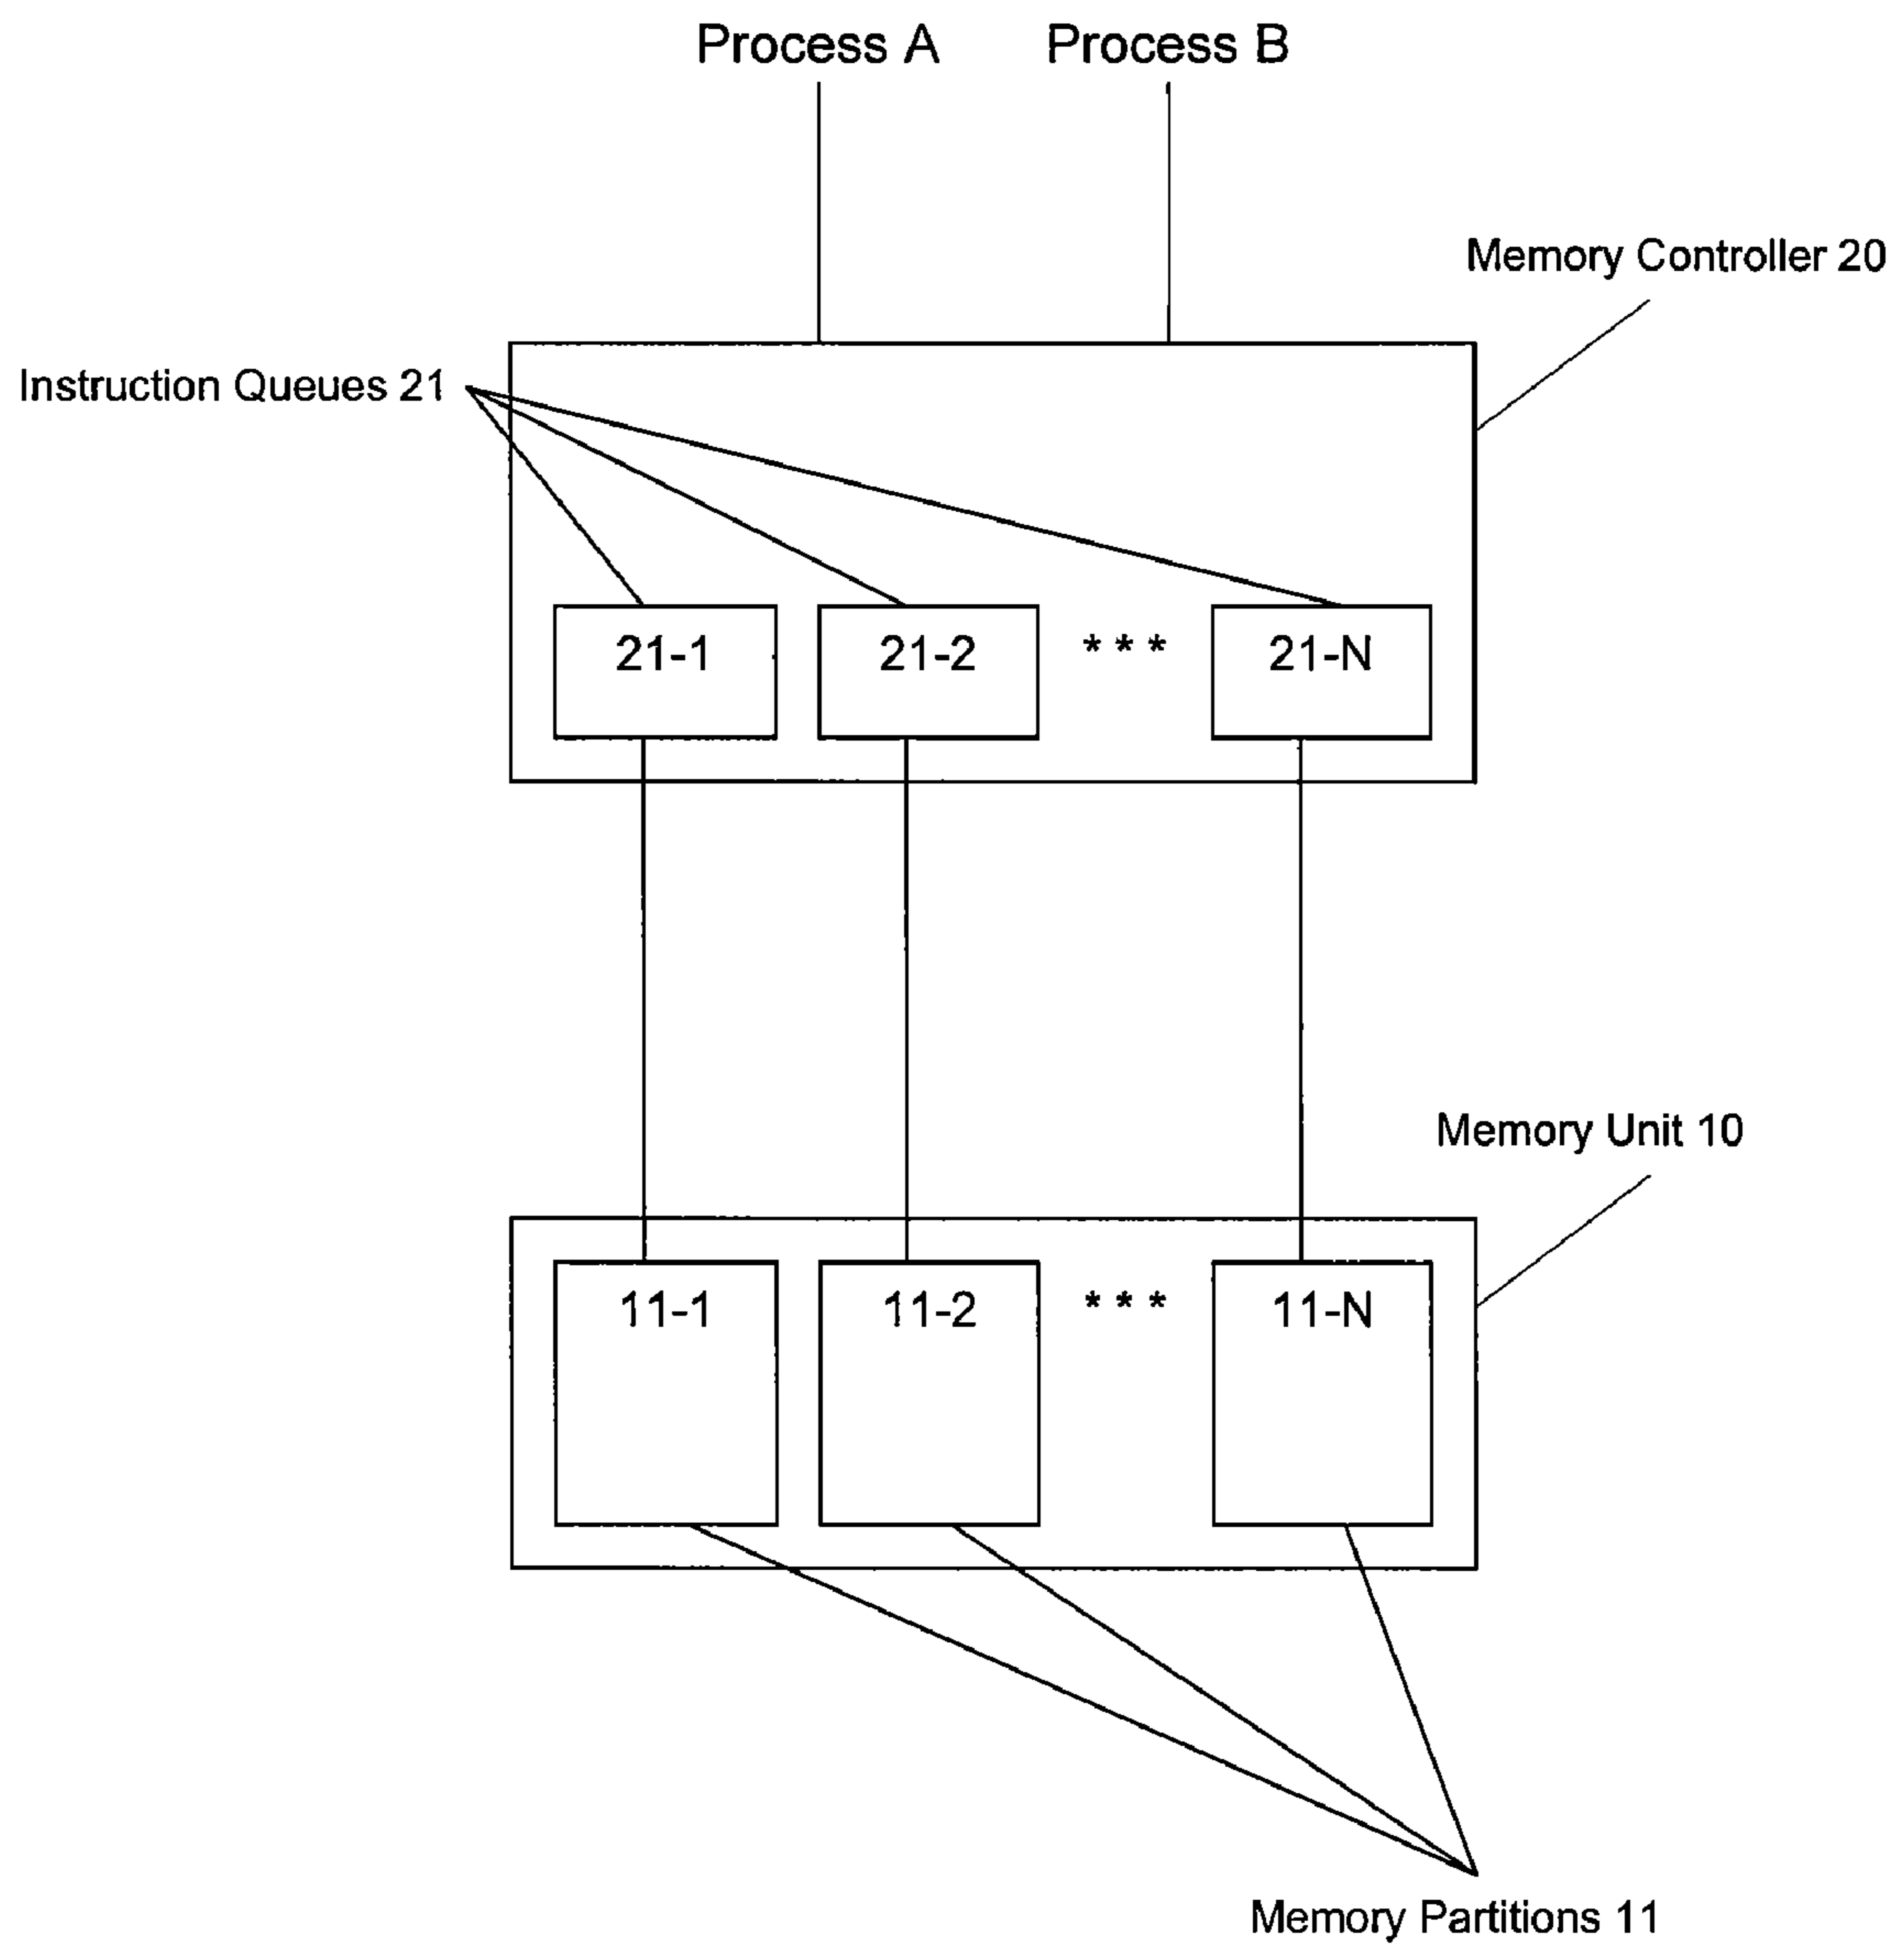 Process A
Process B
Memory Controller 20
Instruction Queues 21
21-1
21-2
***
21-N
Memory Unit 10
11-1
11-2
***
11-N
Memory Partitions 11